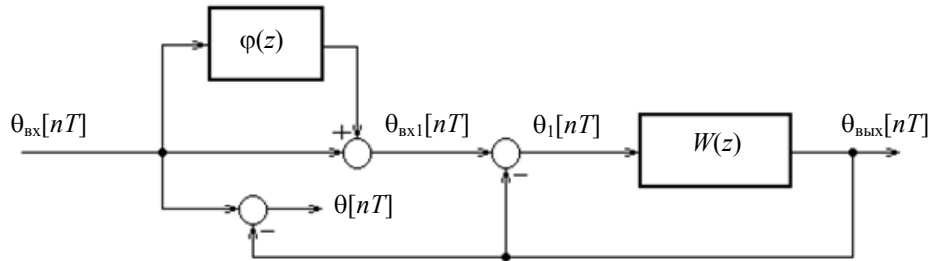 φ(z)
θвх[nT]
+
θвх1[nT]
θ1[nT]
W(z)
θвых[nT]
−
θ[nT]
−